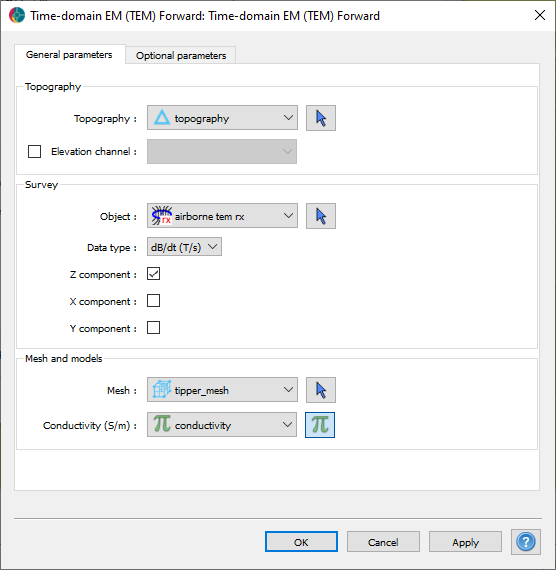 Time-domain EM (TEM) Forward: Time-domain EM (TEM) Forward
General parameters
Optional parameters
Topography
Topography :
topography
Elevation channel :
Survey
Object :
rx
airborne tem rx
Data type :
dB/dt (T/s)
Z component :
X component :
Y component :
Mesh and models
Mesh :
tipper_mesh
Conductivity (S/m) :
π conductivity
π
OK
Cancel
Apply
?